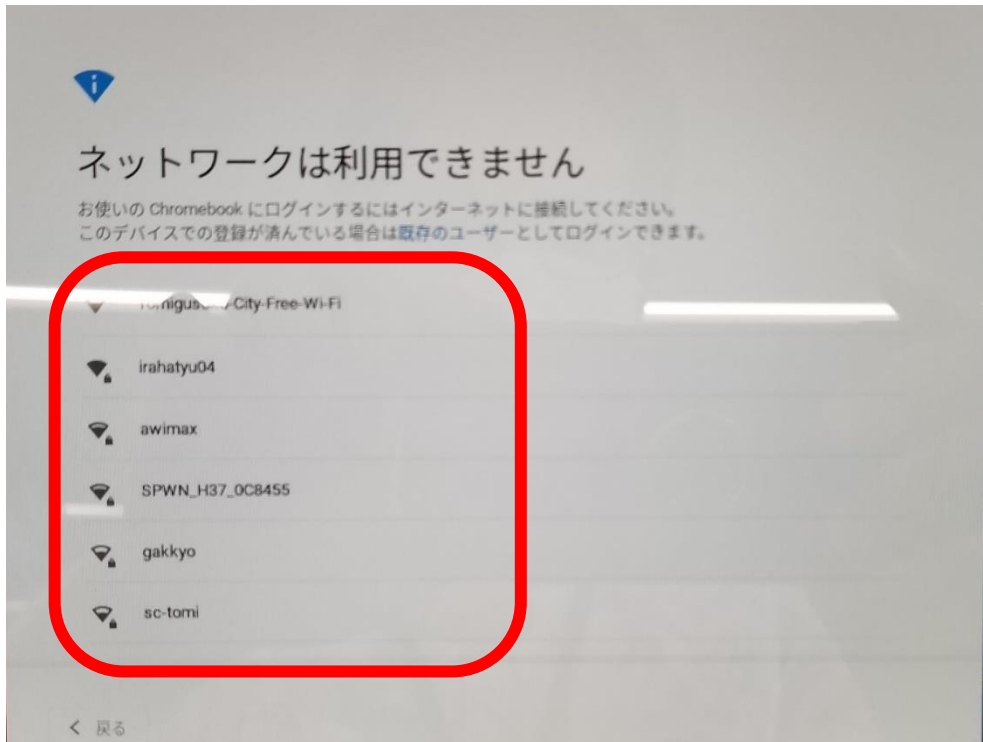 ネットワークは利用できません
お使いの Chromebook にログインするにはインターネットに接続してください。
このデバイスでの登録が済んでいる場合は既存のユーザーとしてログインできます。
-City-Free-Wi-Fi
irahatyu04
awimax
SPWN_H37_0C8455
gakkyo
sc-tomi
戻る